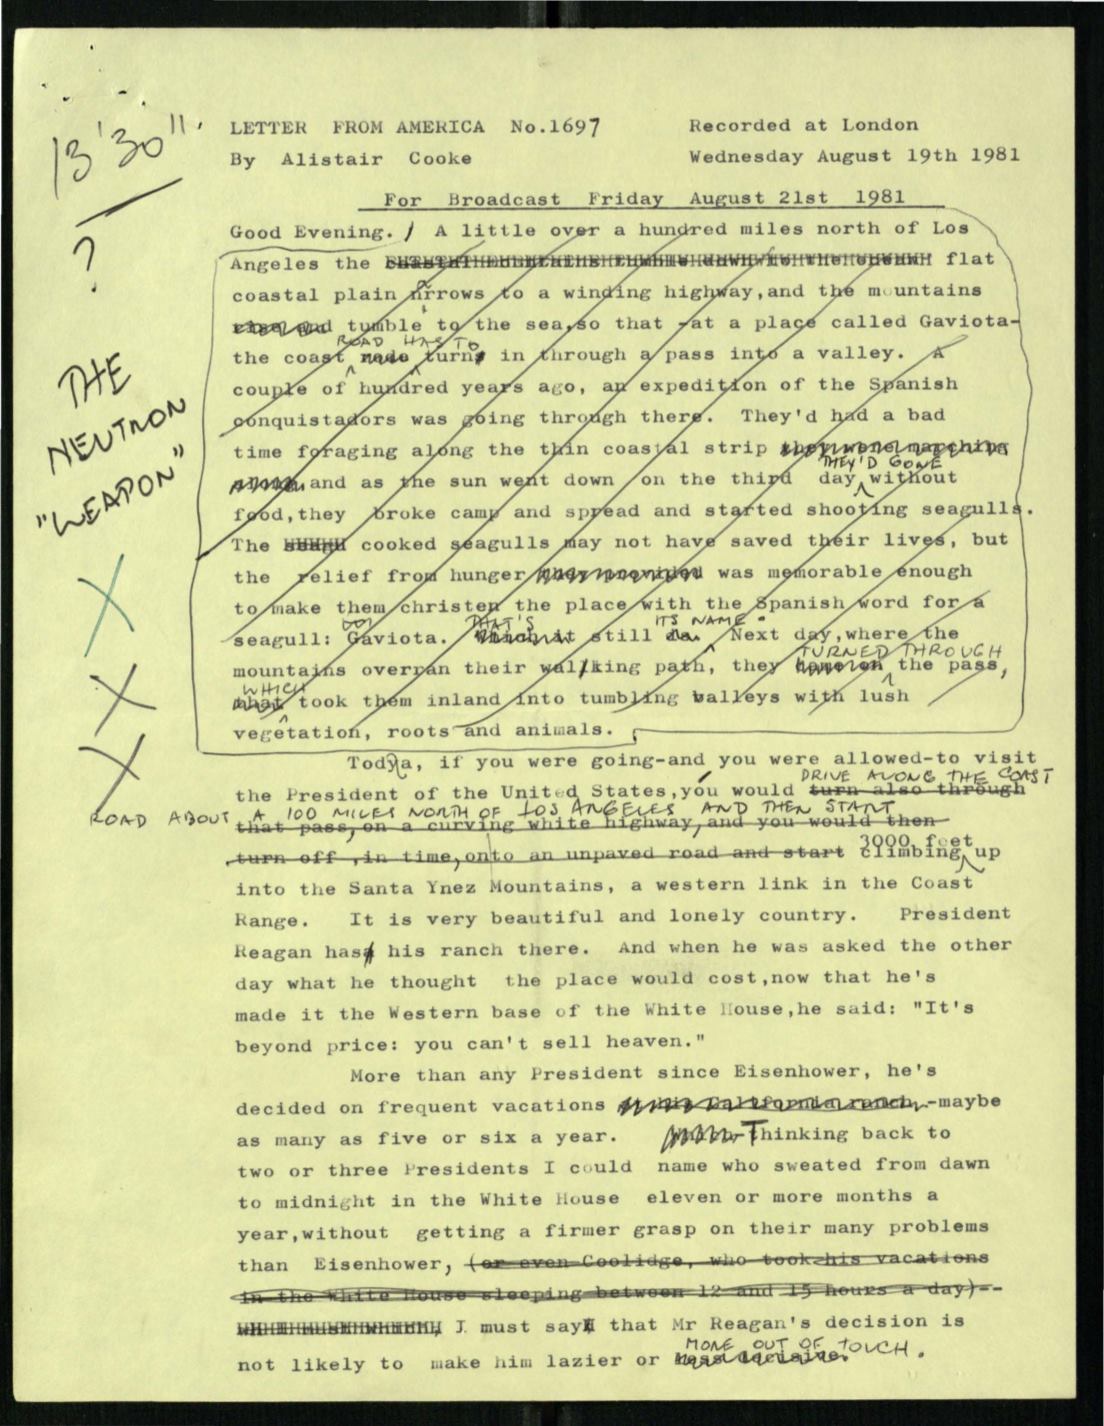 13'30"
?
THE
NEUTRON
"WEAPON"
LETTER FROM AMERICA No.1697 Recorded at London
By Alistair Cooke Wednesday August 19th 1981
For Broadcast Friday August 21st 1981
Good Evening. / A little over a hundred miles north of Los
Angeles the flat
coastal plain nrrows to a winding highway,and the mountains
rise and tumble to the sea,so that -at a place called Gaviota-
ROAD HAS TO
the coast turn in through a pass into a valley. A
couple of hundred years ago, an expedition of the Spanish
conquistadors was going through there. They'd had a bad
time foraging along the thin coastal strip they were marching
THEY'D GONE
along and as the sun went down on the third day without
food,they broke camp and spread and started shooting seagulls.
The cooked seagulls may not have saved their lives, but
the relief from hunger they provided was memorable enough
to make them christen the place with the Spanish word for a
THAT'S ITS NAME.
seagull: Gaviota. Which it still is. Next day,where the
TURNED THROUGH
mountains overran their walking path, they the pass,
WHICH
that took them inland into tumbling valleys with lush
vegetation, roots and animals.
Todya, if you were going-and you were allowed-to visit
DRIVE ALONG THE COAST
the President of the United States,you would turn also through
ROAD ABOUT A 100 MILES NORTH OF LOS ANGELES AND THEN START
that pass,on a curving white highway,and you would then
3000 feet
turn off ,in time,onto an unpaved road and start climbing up
into the Santa Ynez Mountains, a western link in the Coast
Range. It is very beautiful and lonely country. President
Reagan has his ranch there. And when he was asked the other
day what he thought the place would cost,now that he's
made it the Western base of the White House,he said: "It's
beyond price: you can't sell heaven."
More than any President since Eisenhower, he's
decided on frequent vacations at his California ranch,-maybe
as many as five or six a year. Thinking back to
two or three Presidents I could name who sweated from dawn
to midnight in the White House eleven or more months a
year,without getting a firmer grasp on their many problems
than Eisenhower, (or even Coolidge, who took his vacations
in the White House sleeping between 12 and 15 hours a day)--
I must say that Mr Reagan's decision is
MORE OUT OF TOUCH.
not likely to make him lazier or less decisive.